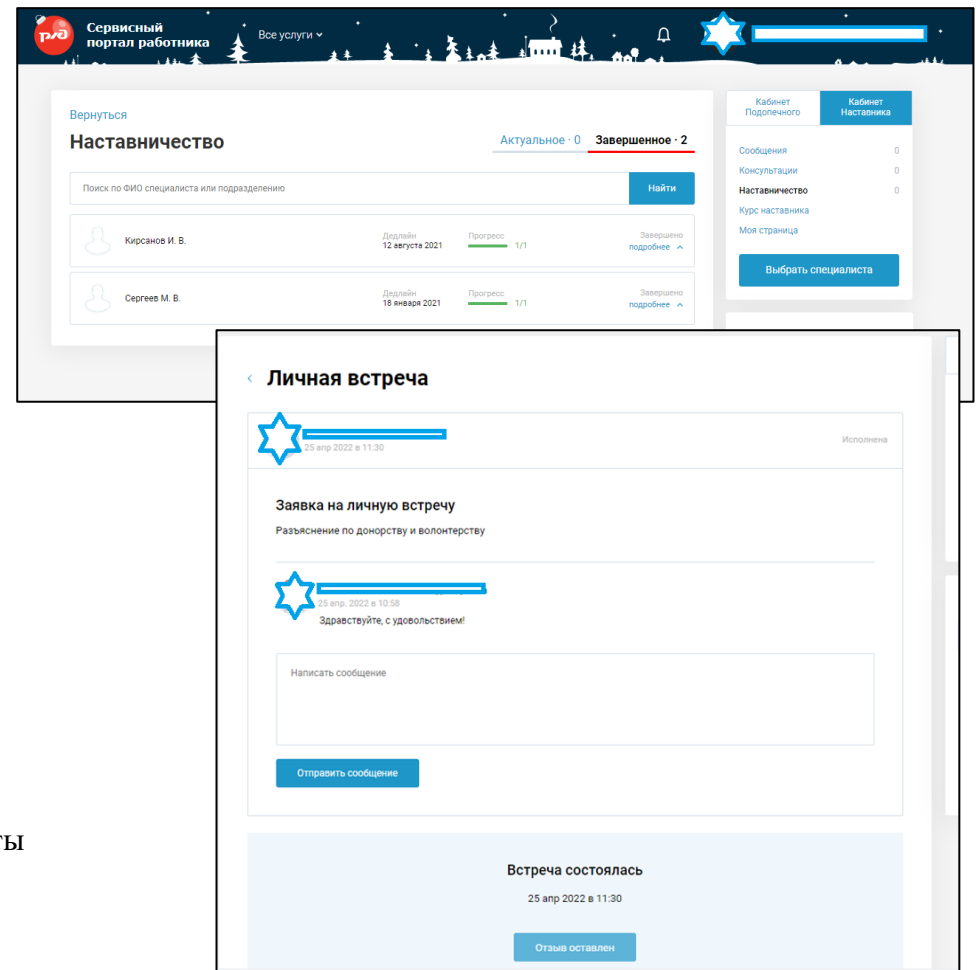 ржд
Сервисный
портал работника
Все услуги
Вернуться
Наставничество
Актуальное · 0 Завершенное · 2
Поиск по ФИО специалиста или подразделению
Найти
Кирсанов И. В.
Дедлайн
12 августа 2021
Прогресс
1/1
Завершено
подробнее
Сергеев М. В.
Дедлайн
18 января 2021
Прогресс
1/1
Завершено
подробнее
Кабинет
Подопечного
Кабинет
Наставника
Сообщения 0
Консультации 0
Наставничество 0
Курс наставника
Моя страница
Выбрать специалиста
Личная встреча
25 апр 2022 в 11:30
Исполнена
Заявка на личную встречу
Разъяснение по донорству и волонтерству
25 апр. 2022 в 10:58
Здравствуйте, с удовольствием!
Написать сообщение
Отправить сообщение
ты
Встреча состоялась
25 апр 2022 в 11:30
Отзыв оставлен